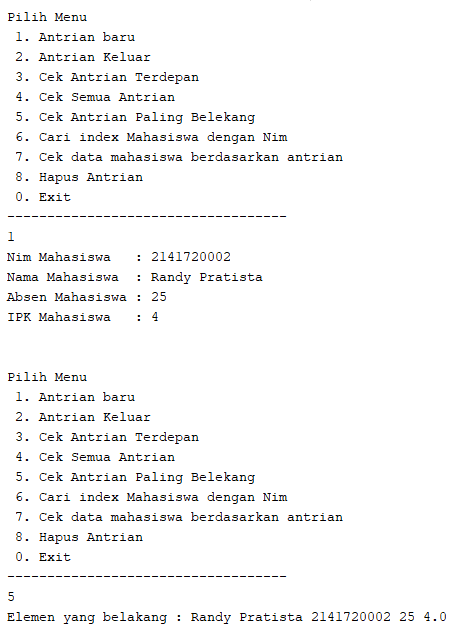 Pilih Menu
1. Antrian baru
2. Antrian Keluar
3. Cek Antrian Terdepan
4. Cek Semua Antrian
5. Cek Antrian Paling Belekang
6. Cari index Mahasiswa dengan Nim
7. Cek data mahasiswa berdasarkan antrian
8. Hapus Antrian
0. Exit
-----------------------------------
1
Nim Mahasiswa   : 2141720002
Nama Mahasiswa  : Randy Pratista
Absen Mahasiswa : 25
IPK Mahasiswa   : 4
Pilih Menu
1. Antrian baru
2. Antrian Keluar
3. Cek Antrian Terdepan
4. Cek Semua Antrian
5. Cek Antrian Paling Belekang
6. Cari index Mahasiswa dengan Nim
7. Cek data mahasiswa berdasarkan antrian
8. Hapus Antrian
0. Exit
-----------------------------------
5
Elemen yang belakang : Randy Pratista 2141720002 25 4.0